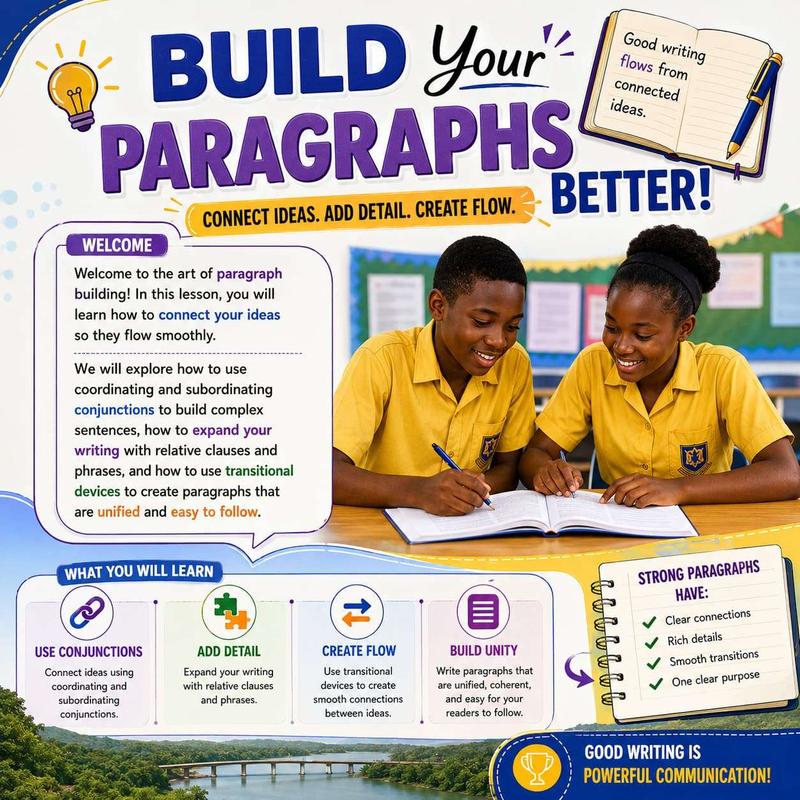 BUILD Your
PARAGRAPHS
BETTER!
CONNECT IDEAS. ADD DETAIL. CREATE FLOW.
Good writing
flows from
connected
ideas.
WELCOME
Welcome to the art of paragraph
building! In this lesson, you will
learn how to connect your ideas
so they flow smoothly.
We will explore how to use
coordinating and subordinating
conjunctions to build complex
sentences, how to expand your
writing with relative clauses and
phrases, and how to use transitional
devices to create paragraphs that
are unified and easy to follow.
WHAT YOU WILL LEARN
USE CONJUNCTIONS
Connect ideas using
coordinating and
subordinating
conjunctions.
ADD DETAIL
Expand your writing
with relative clauses
and phrases.
CREATE FLOW
Use transitional
devices to create
smooth connections
between ideas.
BUILD UNITY
Write paragraphs that
are unified, coherent,
and easy for your
readers to follow.
STRONG PARAGRAPHS
HAVE:
Clear connections
Rich details
Smooth transitions
One clear purpose
GOOD WRITING IS
POWERFUL COMMUNICATION!